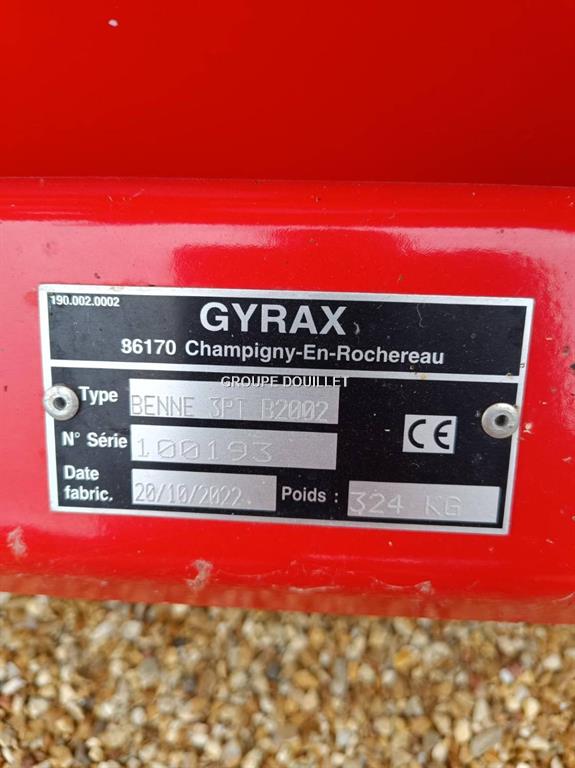 190.002.0002
GYRAX
86170 Champigny-En-Rochereau
GROUPE DOUILLET
Type BENNE 3PT B2002
N° Série 100193
CE
Date fabric. 20/10/2022. Poids : 324 KG